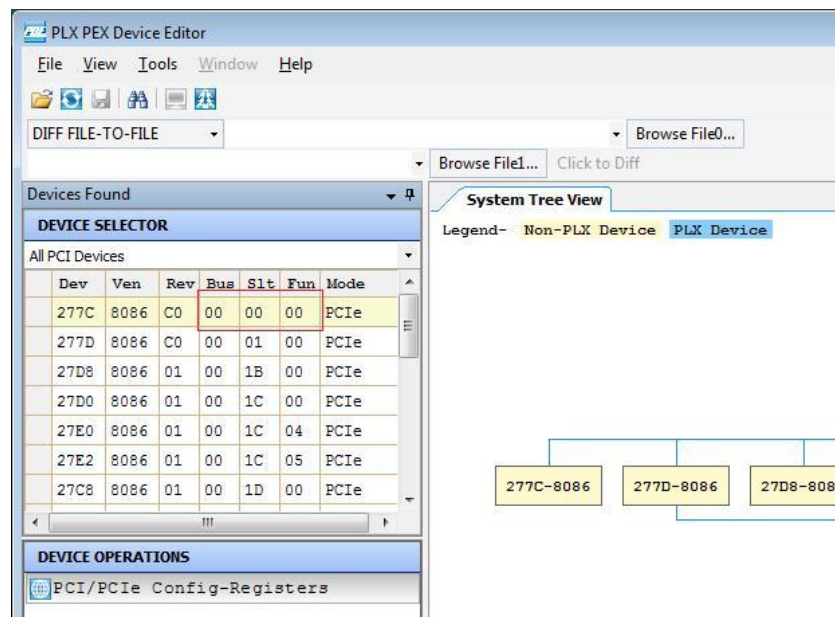 PLX PEX Device Editor
File View Tools Window Help
DIFF FILE-TO-FILE Browse File0...
Browse File1... Click to Diff
Devices Found
DEVICE SELECTOR
All PCI Devices
Dev Ven Rev Bus Slt Fun Mode
277C 8086 C0 00 00 00 PCIe
277D 8086 C0 00 01 00 PCIe
27D8 8086 01 00 1B 00 PCIe
27D0 8086 01 00 1C 00 PCIe
27E0 8086 01 00 1C 04 PCIe
27E2 8086 01 00 1C 05 PCIe
27C8 8086 01 00 1D 00 PCIe
DEVICE OPERATIONS
PCI/PCIe Config-Registers
System Tree View
Legend- Non-PLX Device PLX Device
277C-8086 277D-8086 27D8-808